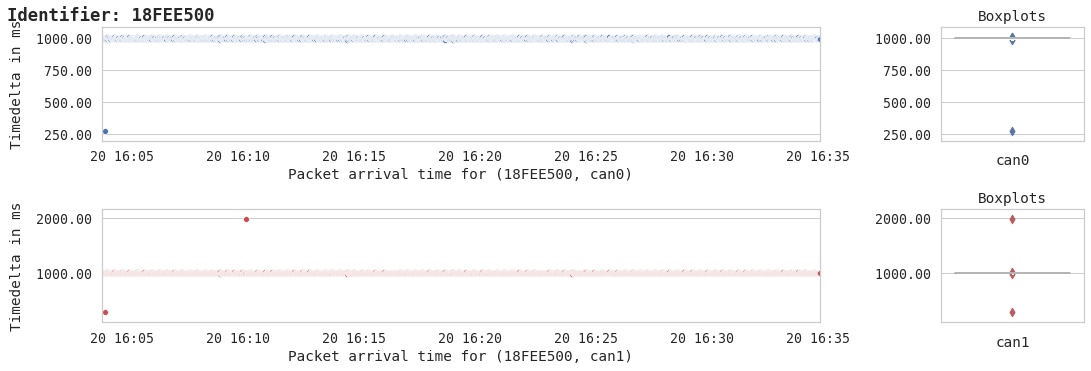 Identifier: 18FEE500
Timedelta in ms
1000.00
750.00
500.00
250.00
20 16:05 20 16:10 20 16:15 20 16:20 20 16:25 20 16:30 20 16:35
Packet arrival time for (18FEE500, can0)
Boxplots
1000.00
750.00
500.00
250.00
can0
Timedelta in ms
2000.00
1000.00
20 16:05 20 16:10 20 16:15 20 16:20 20 16:25 20 16:30 20 16:35
Packet arrival time for (18FEE500, can1)
Boxplots
2000.00
1000.00
can1